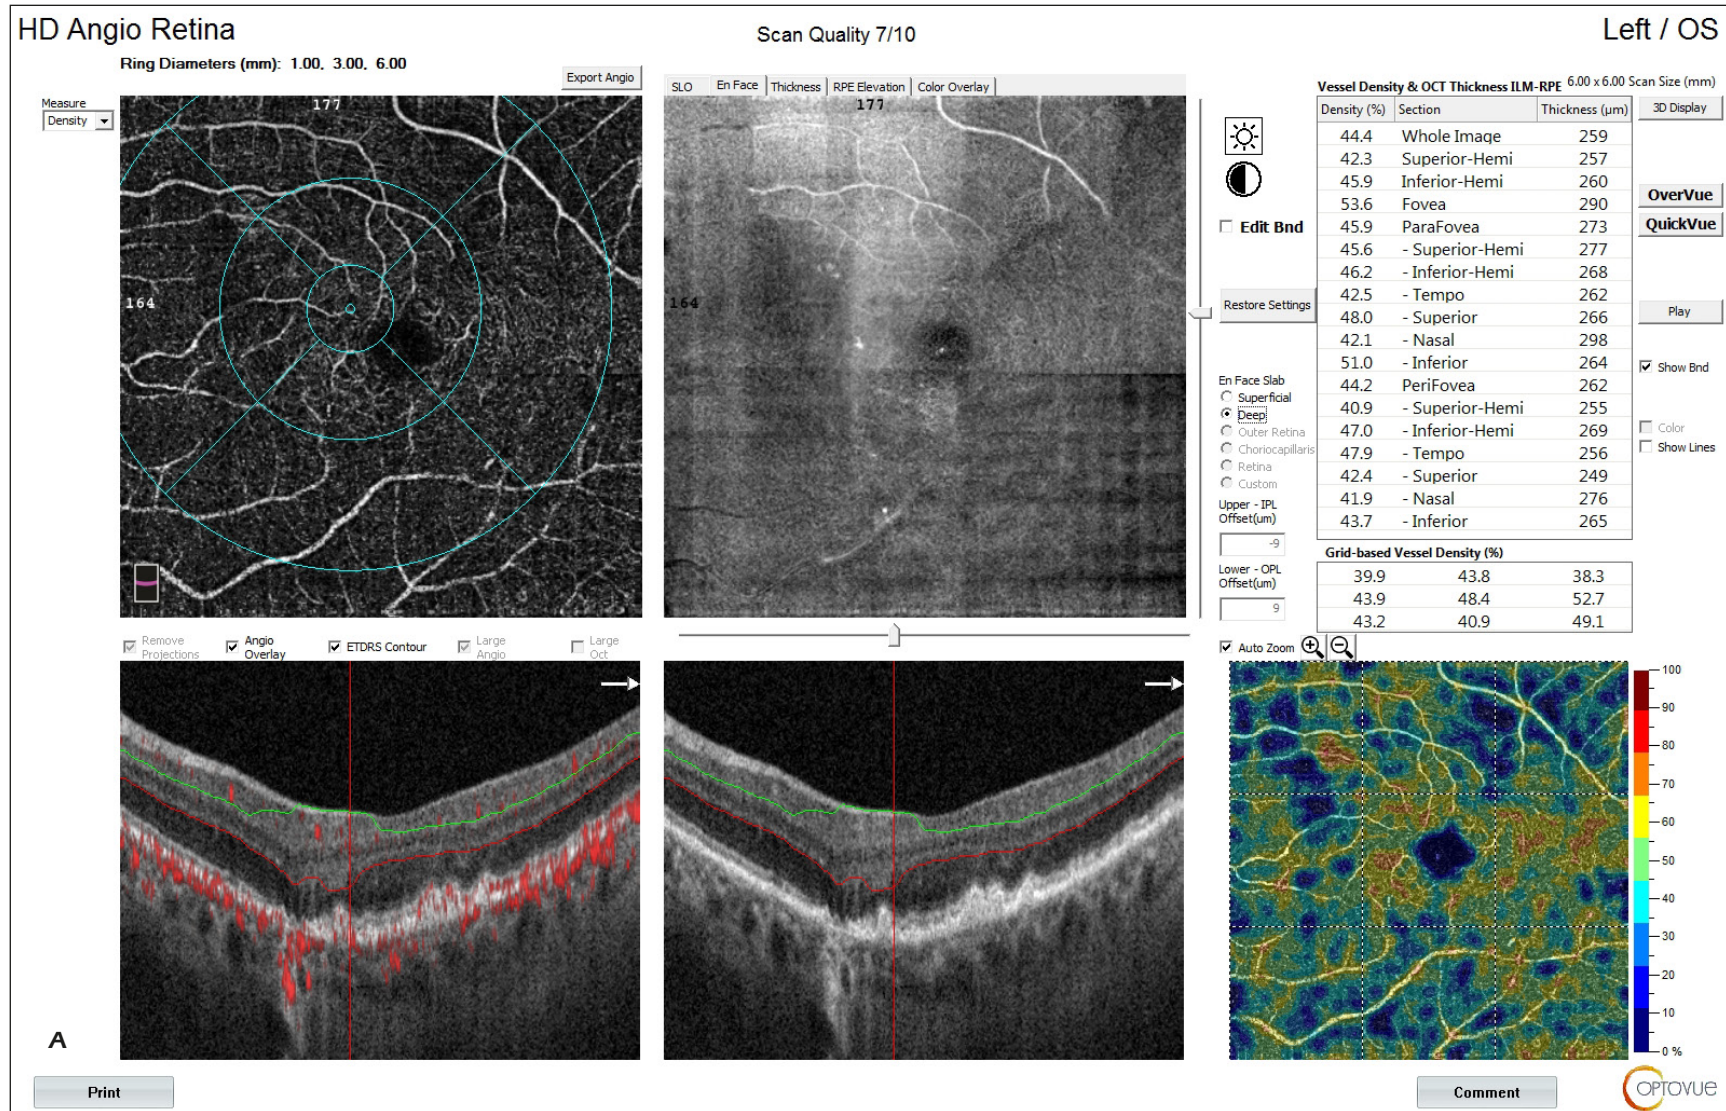 HD Angio Retina
Scan Quality 7/10
Left / OS
Ring Diameters (mm): 1.00, 3.00, 6.00
Export Angio
Measure
Density
177
164
SLO
En Face
Thickness
RPE Elevation
Color Overlay
177
164
Edit Bnd
Restore Settings
En Face Slab
Superficial
Deep
Outer Retina
Choriocapillaris
Retina
Custom
Upper - IPL
Offset(um)
-9
Lower - OPL
Offset(um)
9
Vessel Density & OCT Thickness ILM-RPE 6.00 x 6.00 Scan Size (mm)
Density (%) Section Thickness (µm)
44.4 Whole Image 259
42.3 Superior-Hemi 257
45.9 Inferior-Hemi 260
53.6 Fovea 290
45.9 ParaFovea 273
45.6 - Superior-Hemi 277
46.2 - Inferior-Hemi 268
42.5 - Tempo 262
48.0 - Superior 266
42.1 - Nasal 298
51.0 - Inferior 264
44.2 PeriFovea 262
40.9 - Superior-Hemi 255
47.0 - Inferior-Hemi 269
47.9 - Tempo 256
42.4 - Superior 249
41.9 - Nasal 276
43.7 - Inferior 265
Grid-based Vessel Density (%)
39.9 43.8 38.3
43.9 48.4 52.7
43.2 40.9 49.1
3D Display
OverVue
QuickVue
Play
Show Bnd
Color
Show Lines
Remove Projections
Angio Overlay
ETDRS Contour
Large Angio
Large Oct
Auto Zoom
100
90
80
70
60
50
40
30
20
10
0 %
A
Print
Comment
OPTOVUE